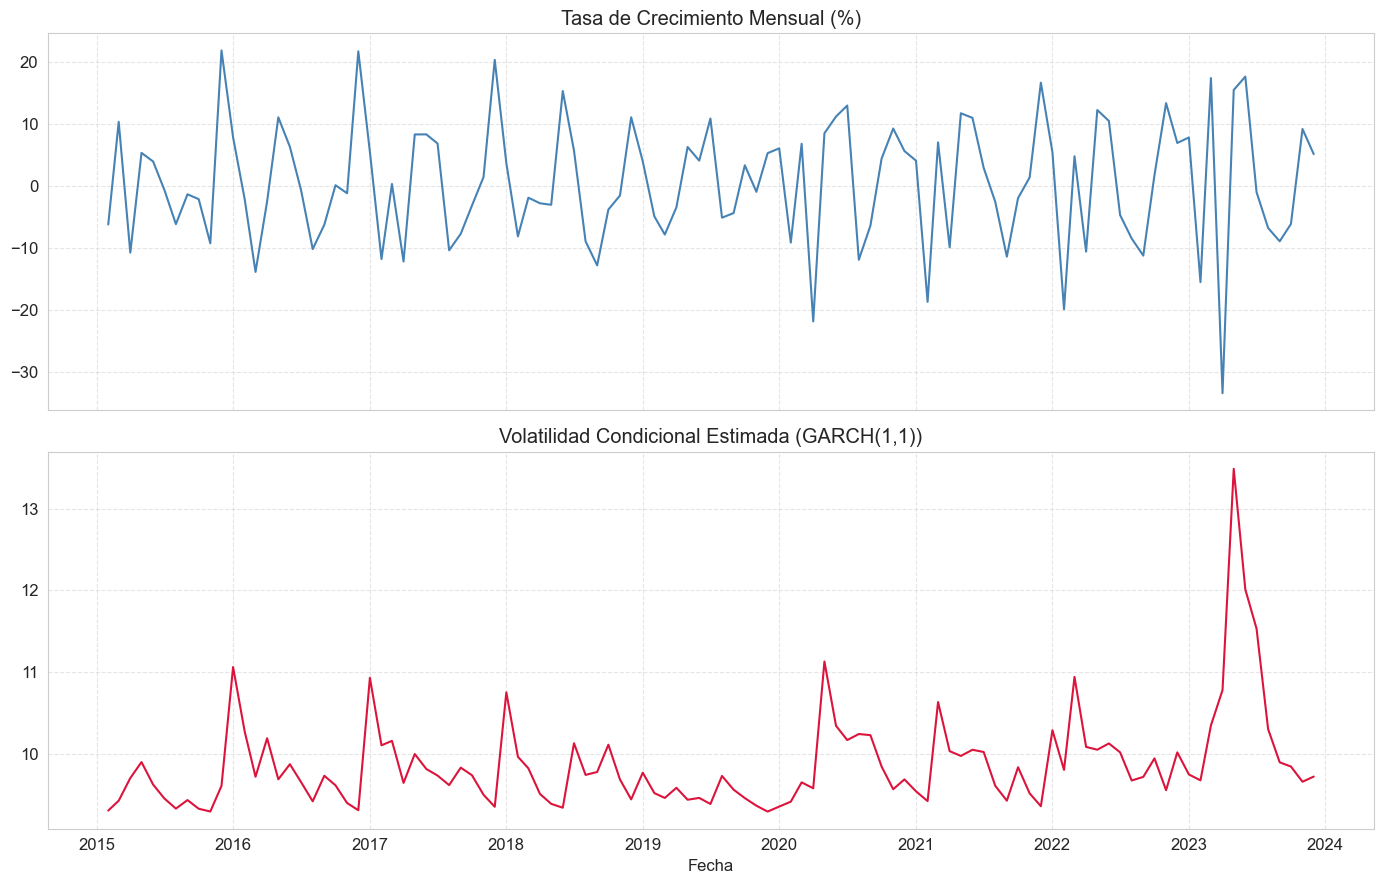 Tasa de Crecimiento Mensual (%)
20
10
0
−10
−20
−30
Volatilidad Condicional Estimada (GARCH(1,1))
13
12
11
10
2015 2016 2017 2018 2019 2020 2021 2022 2023 2024
Fecha